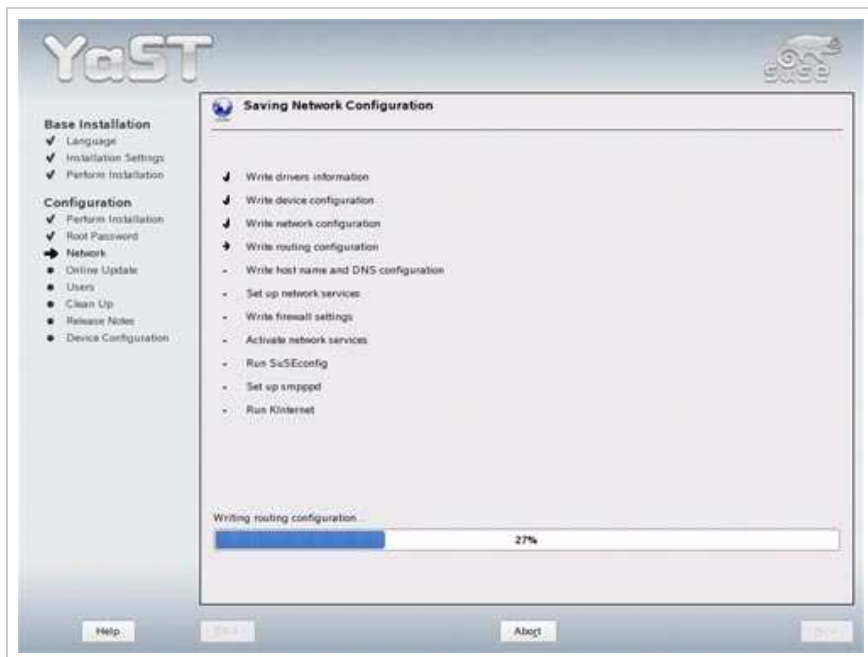 YaST
SUSE
Base Installation
Language
Installation Settings
Perform Installation
Configuration
Perform Installation
Root Password
Network
Online Update
Users
Clean Up
Release Notes
Device Configuration
Saving Network Configuration
Write drivers information
Write device configuration
Write network configuration
Write routing configuration
Write host name and DNS configuration
Set up network services
Write firewall settings
Activate network services
Run SuSEconfig
Set up smpppd
Run KInternet
Writing routing configuration...
27%
Help
Abort